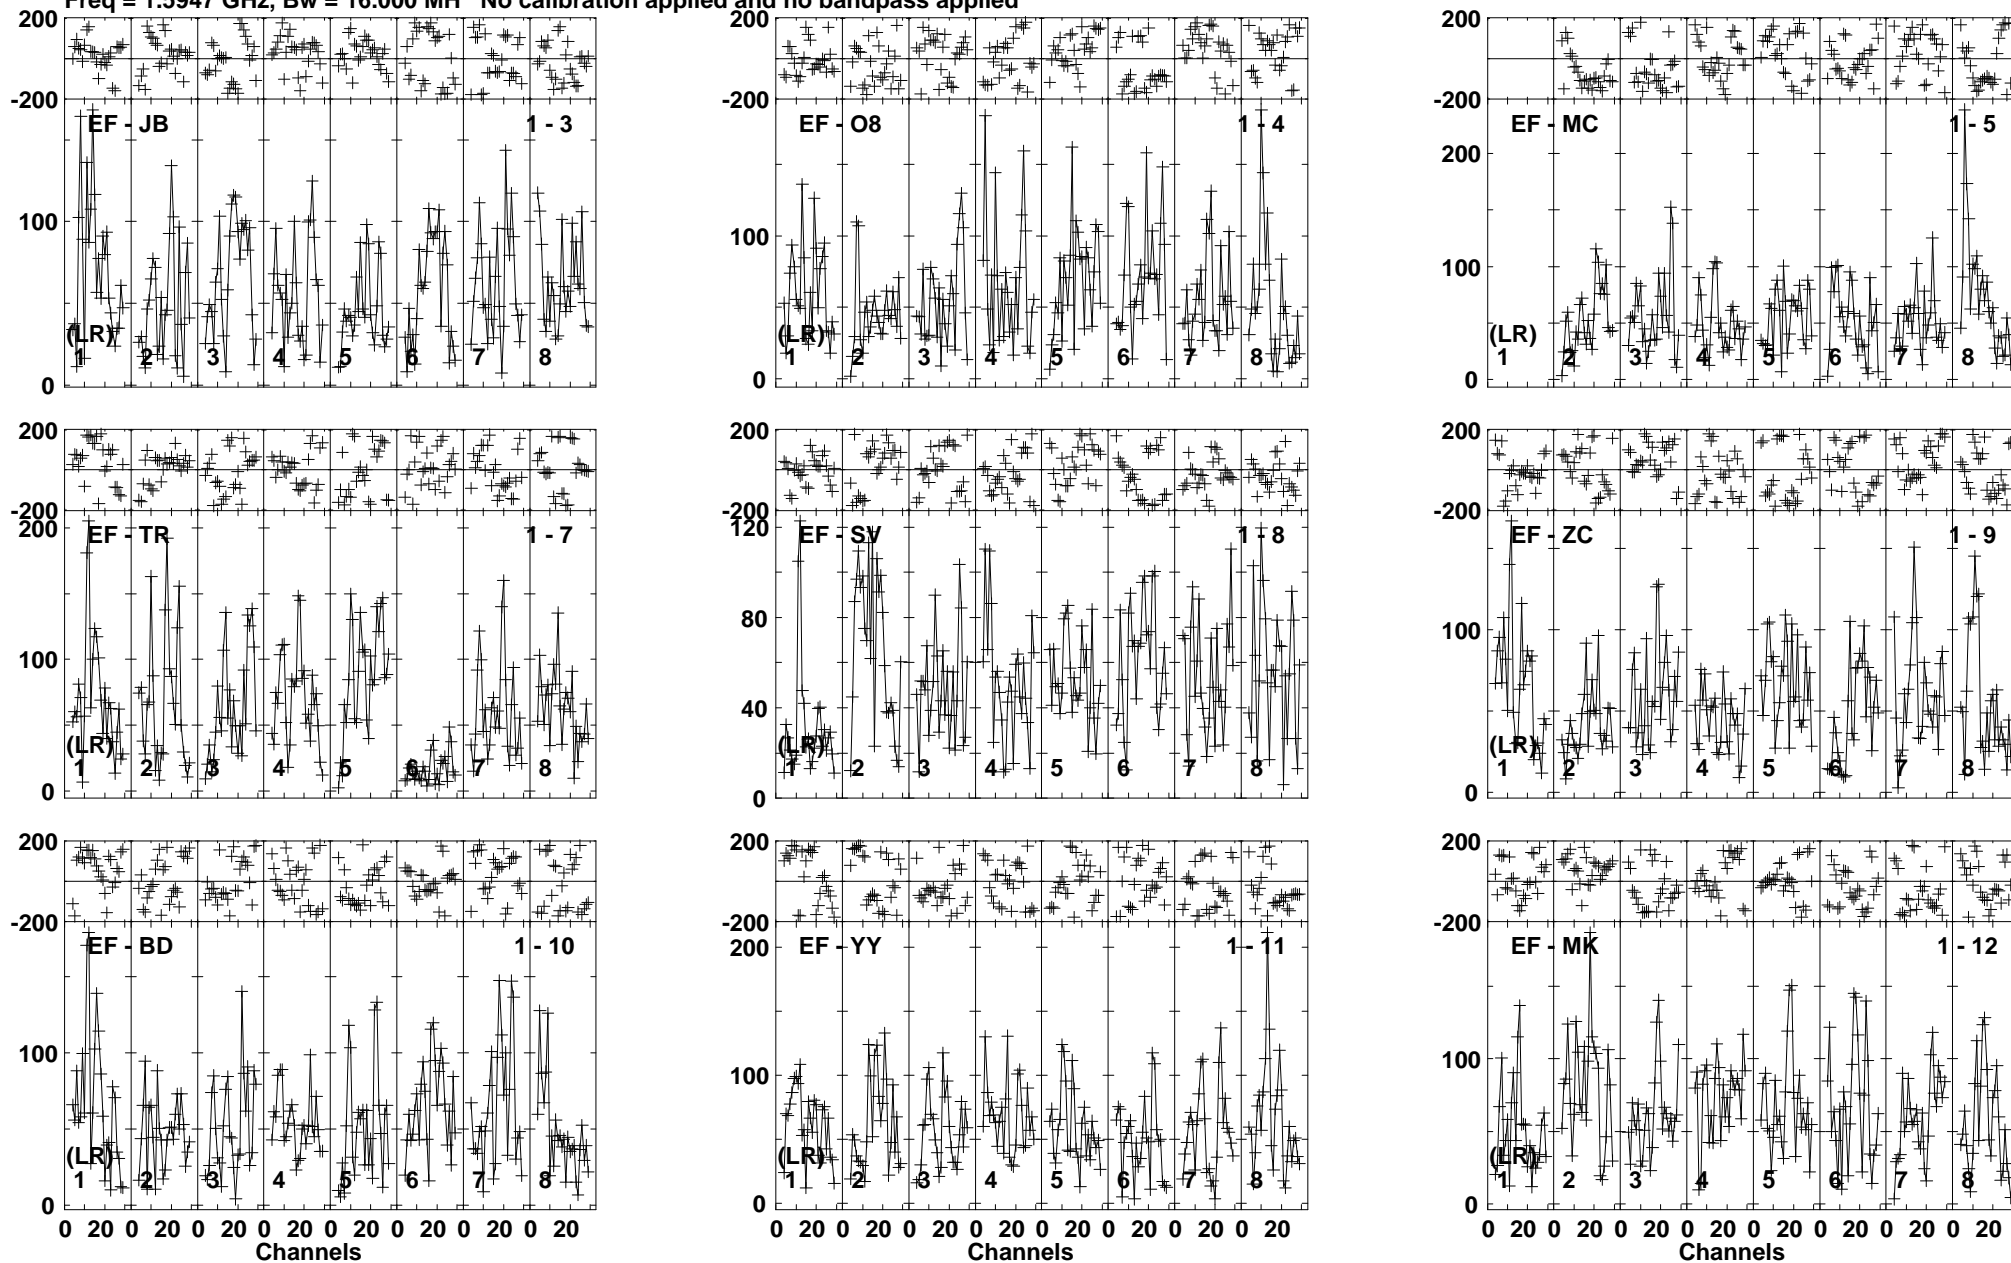 Freq = 1.5947 GHz, Bw = 16.000 MH No calibration applied and no bandpass applied
200
-200
EF - JB 1 - 3
100
(LR)
1 2 3 4 5 6 7 8
0
200
-200
EF - O8 1 - 4
100
(LR)
1 2 3 4 5 6 7 8
0
200
-200
EF - MC 1 - 5
200
100
(LR)
1 2 3 4 5 6 7 8
0
200
-200
200
EF - TR 1 - 7
100
(LR)
1 2 3 4 5 6 7 8
0
200
-200
120
EF - SV 1 - 8
80
40
(LR)
1 2 3 4 5 6 7 8
0
200
-200
EF - ZC 1 - 9
100
(LR)
1 2 3 4 5 6 7 8
0
200
-200
EF - BD 1 - 10
100
(LR)
1 2 3 4 5 6 7 8
0
0 20 0 20 0 20 0 20 0 20 0 20 0 20 0 20
Channels
200
-200
200
EF - YY 1 - 11
100
(LR)
1 2 3 4 5 6 7 8
0
0 20 0 20 0 20 0 20 0 20 0 20 0 20 0 20
Channels
200
-200
EF - MK 1 - 12
100
(LR)
1 2 3 4 5 6 7 8
0
0 20 0 20 0 20 0 20 0 20 0 20 0 20 0 20
Channels